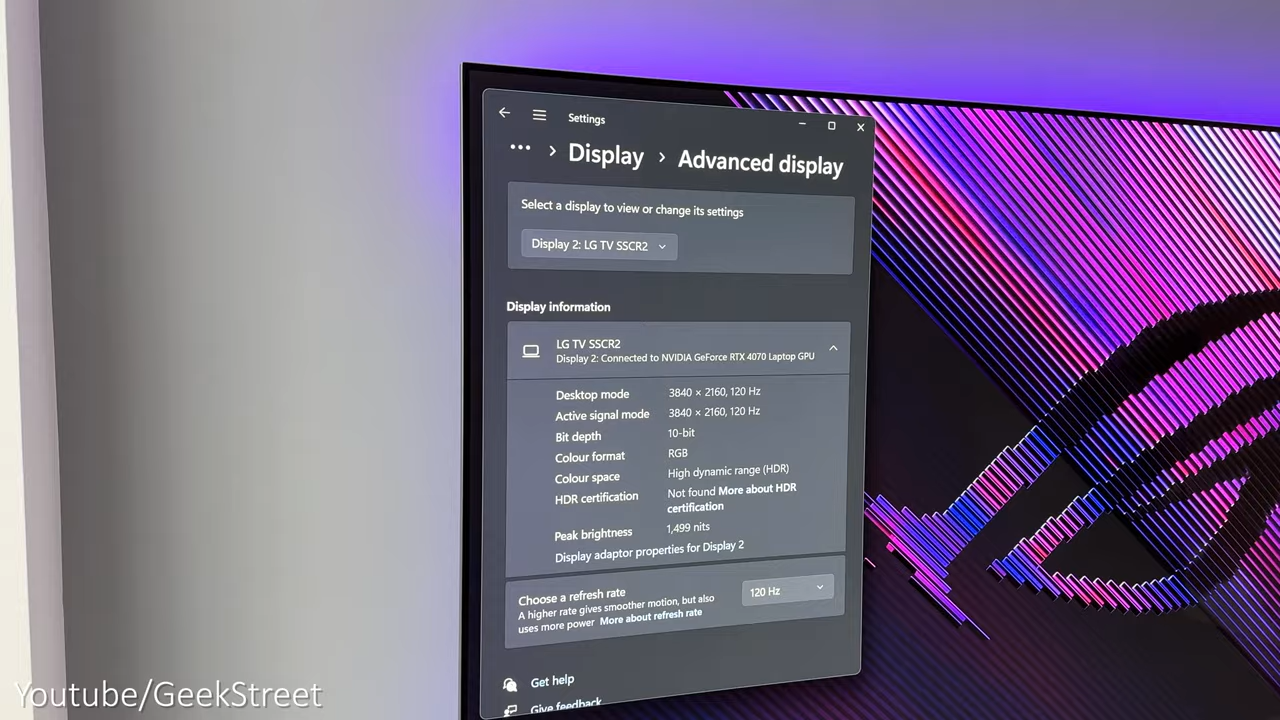 Settings
... > Display > Advanced display
Select a display to view or change its settings
Display 2: LG TV SSCR2
Display information
LG TV SSCR2
Display 2: Connected to NVIDIA GeForce RTX 4070 Laptop GPU
Desktop mode 3840 × 2160, 120 Hz
Active signal mode 3840 × 2160, 120 Hz
Bit depth 10-bit
Colour format RGB
Colour space High dynamic range (HDR)
HDR certification Not found More about HDR
certification
Peak brightness 1,499 nits
Display adaptor properties for Display 2
Choose a refresh rate
A higher rate gives smoother motion, but also
uses more power More about refresh rate
120 Hz
Get help
Give feedback
Youtube/GeekStreet